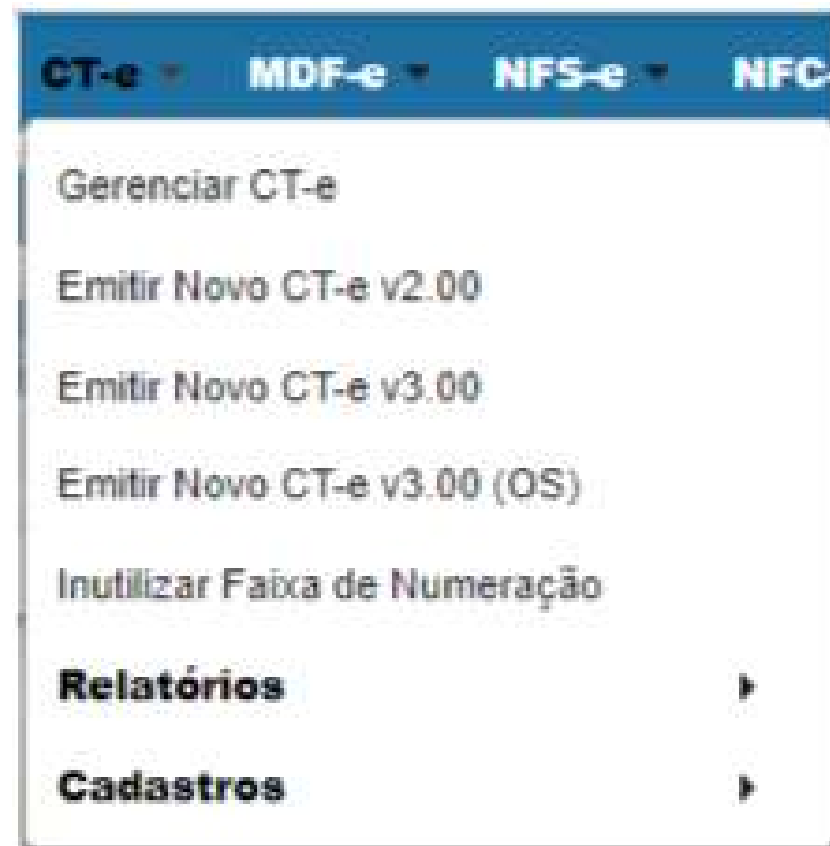 CT-e MDF-e NFS-e NFC-
Gerenciar CT-e
Emitir Novo CT-e v2.00
Emitir Novo CT-e v3.00
Emitir Novo CT-e v3.00 (OS)
Inutilizar Faixa de Numeração
Relatórios
Cadastros